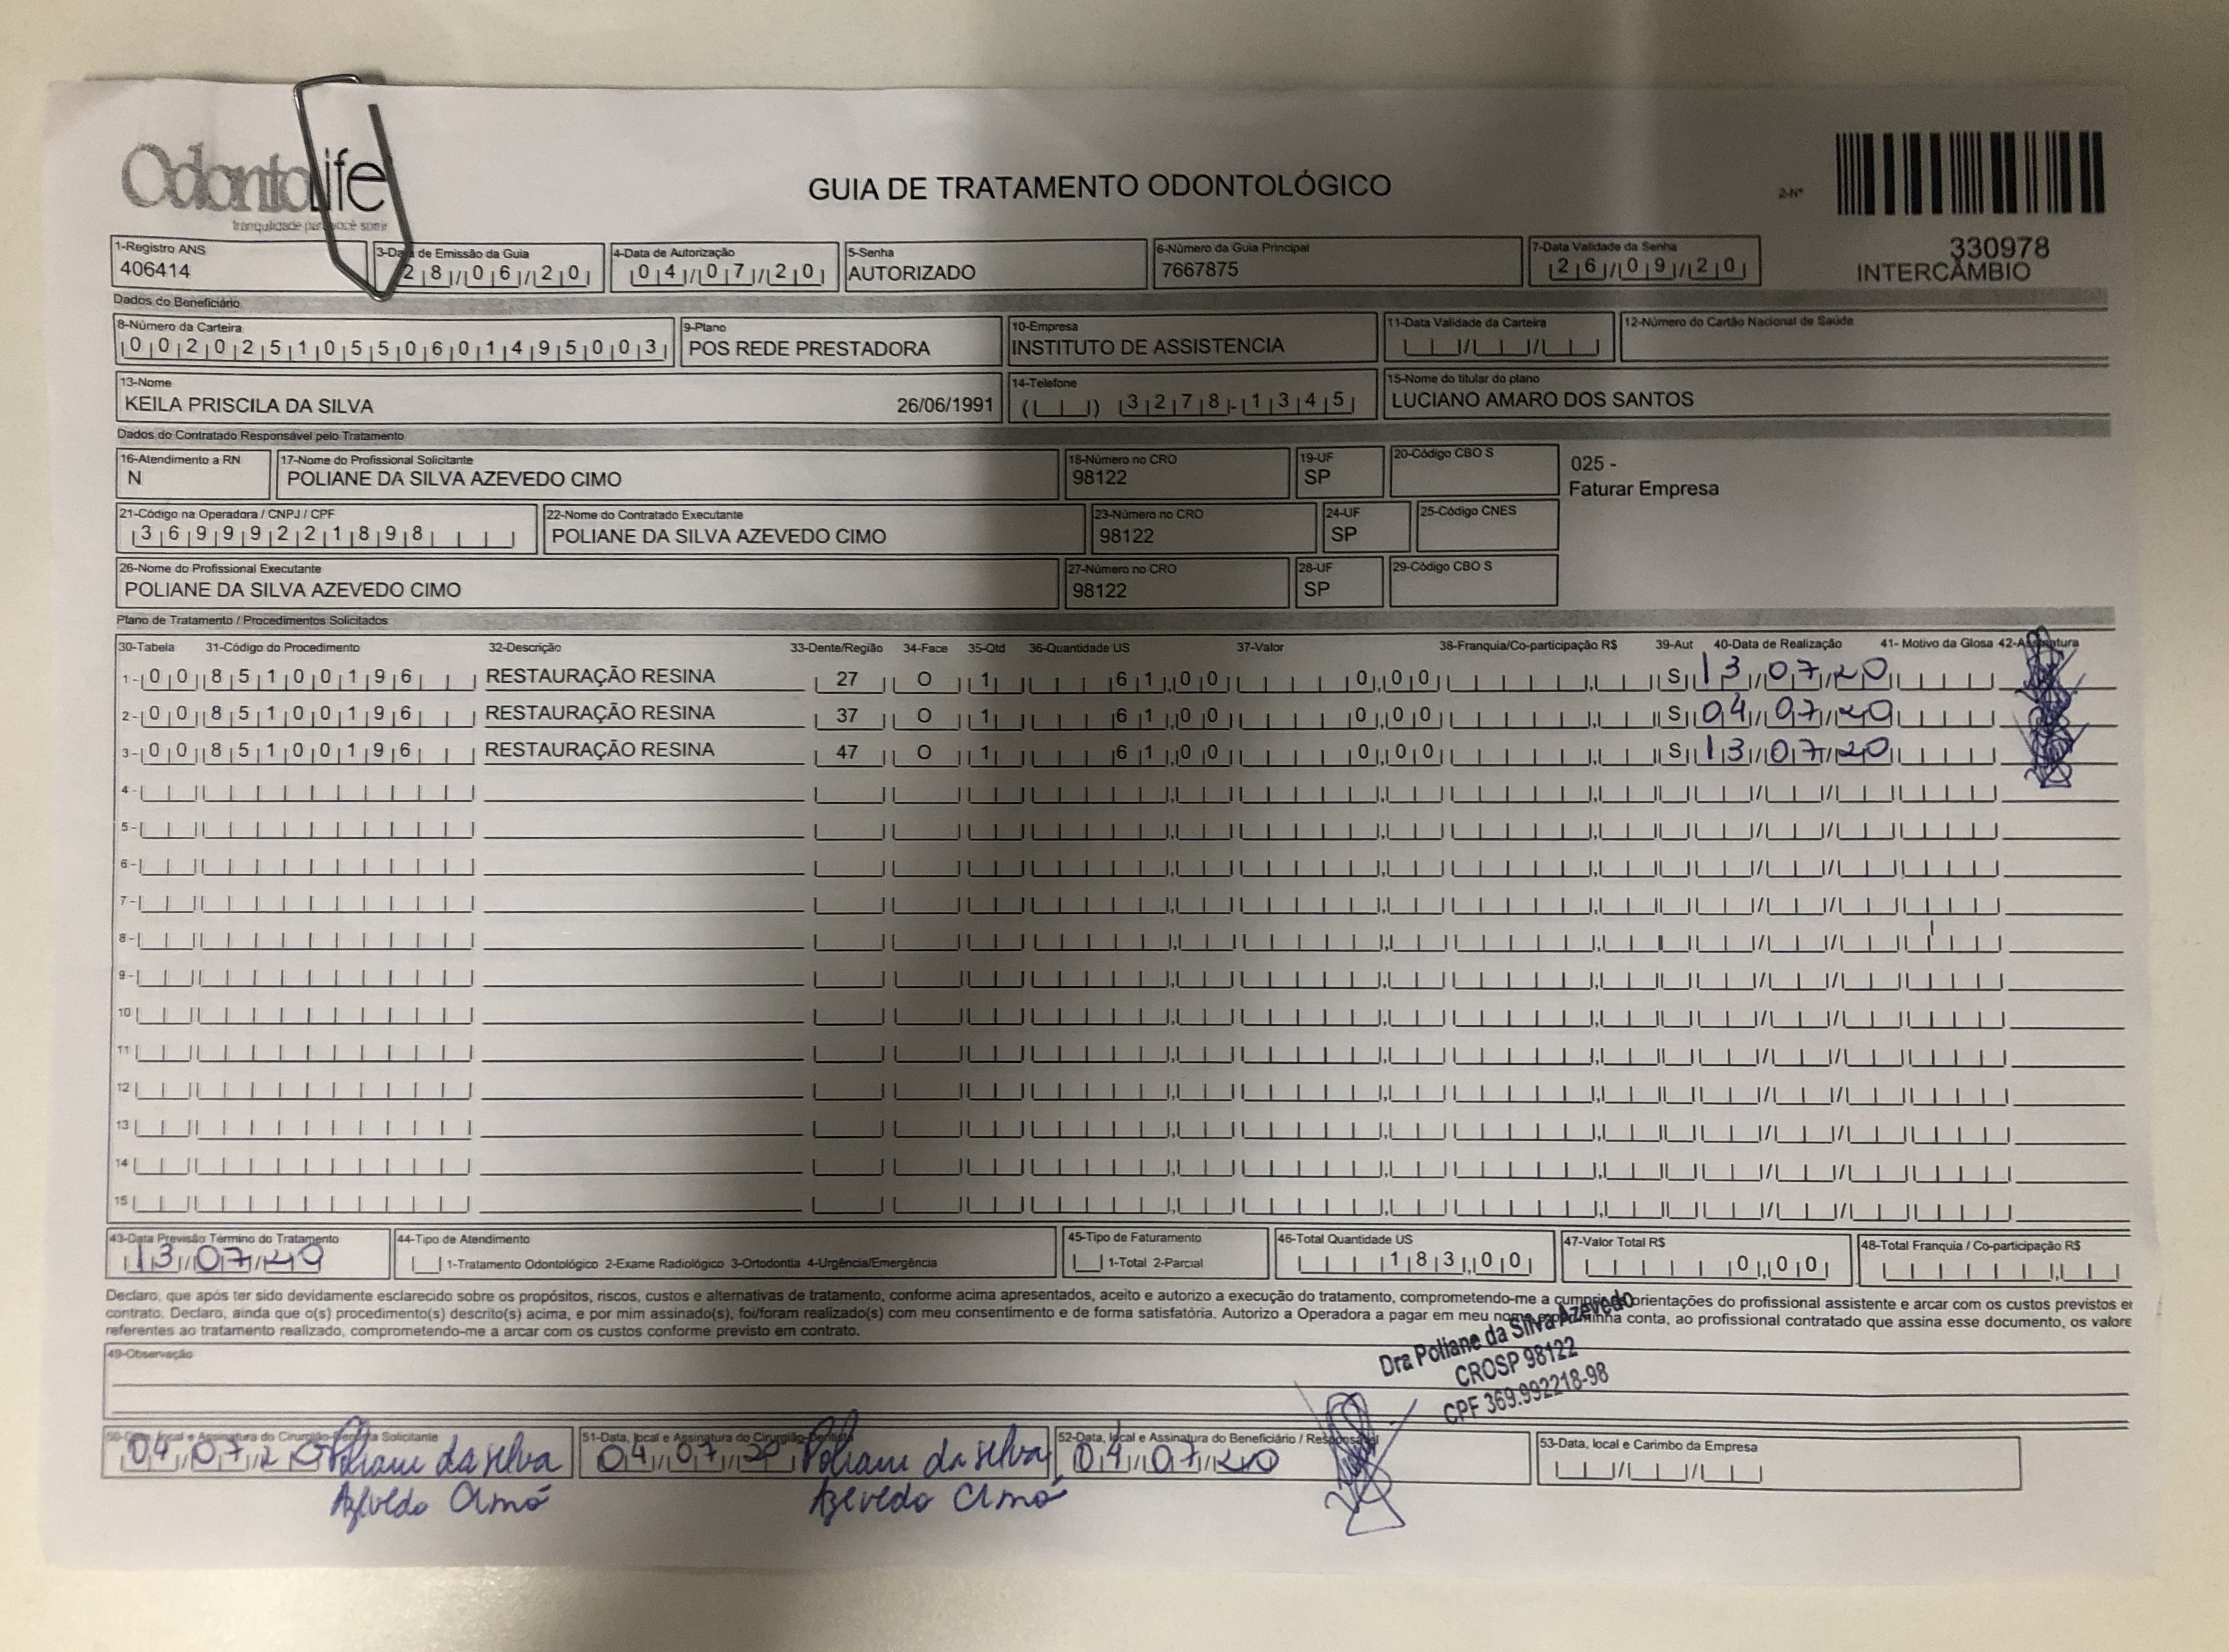 OdontoLife
tranquilidade para você sorrir
GUIA DE TRATAMENTO ODONTOLÓGICO
2-Nº
330978
INTERCÂMBIO
1-Registro ANS
406414
3-Data de Emissão da Guia
28/06/20
4-Data de Autorização
04/07/20
5-Senha
AUTORIZADO
6-Número da Guia Principal
7667875
7-Data Validade da Senha
26/09/20
Dados do Beneficiário
8-Número da Carteira
00202510550601495003
9-Plano
POS REDE PRESTADORA
10-Empresa
INSTITUTO DE ASSISTENCIA
11-Data Validade da Carteira
12-Número do Cartão Nacional de Saúde
13-Nome
KEILA PRISCILA DA SILVA 26/06/1991
14-Telefone
( ) 3278-1345
15-Nome do titular do plano
LUCIANO AMARO DOS SANTOS
Dados do Contratado Responsável pelo Tratamento
16-Atendimento a RN
N
17-Nome do Profissional Solicitante
POLIANE DA SILVA AZEVEDO CIMO
18-Número no CRO
98122
19-UF
SP
20-Código CBO S
025 -
Faturar Empresa
21-Código na Operadora / CNPJ / CPF
36999221898
22-Nome do Contratado Executante
POLIANE DA SILVA AZEVEDO CIMO
23-Número no CRO
98122
24-UF
SP
25-Código CNES
26-Nome do Profissional Executante
POLIANE DA SILVA AZEVEDO CIMO
27-Número no CRO
98122
28-UF
SP
29-Código CBO S
Plano de Tratamento / Procedimentos Solicitados
30-Tabela 31-Código do Procedimento 32-Descrição 33-Dente/Região 34-Face 35-Qtd 36-Quantidade US 37-Valor 38-Franquia/Co-participação R$ 39-Aut 40-Data de Realização 41- Motivo da Glosa 42-Assinatura
1- 00 85100196 RESTAURAÇÃO RESINA 27 O 1 61,00 0,00 S 13/07/20
2- 00 85100196 RESTAURAÇÃO RESINA 37 O 1 61,00 0,00 S 04/07/20
3- 00 85100196 RESTAURAÇÃO RESINA 47 O 1 61,00 0,00 S 13/07/20
4-
5-
6-
7-
8-
9-
10
11
12
13
14
15
43-Data Previsão Término do Tratamento
13/07/20
44-Tipo de Atendimento
1-Tratamento Odontológico 2-Exame Radiológico 3-Ortodontia 4-Urgência/Emergência
45-Tipo de Faturamento
1-Total 2-Parcial
46-Total Quantidade US
183,00
47-Valor Total R$
0,00
48-Total Franquia / Co-participação R$
Declaro, que após ter sido devidamente esclarecido sobre os propósitos, riscos, custos e alternativas de tratamento, conforme acima apresentados, aceito e autorizo a execução do tratamento, comprometendo-me a cumprir as orientações do profissional assistente e arcar com os custos previstos e
contrato. Declaro, ainda que o(s) procedimento(s) descrito(s) acima, e por mim assinado(s), foi/foram realizado(s) com meu consentimento e de forma satisfatória. Autorizo a Operadora a pagar em meu nome e por minha conta, ao profissional contratado que assina esse documento, os valore
referentes ao tratamento realizado, comprometendo-me a arcar com os custos conforme previsto em contrato.
49-Observação
Dra Poliane da Silva Azevedo
CROSP 98122
CPF 369.992218-98
50-Data, local e Assinatura do Cirurgião-Dentista Solicitante
04/07/20 Poliane da Silva
Azevedo Cimó
51-Data, local e Assinatura do Cirurgião-Dentista
04/07/20 Poliane da Silva
Azevedo Cimó
52-Data, local e Assinatura do Beneficiário / Responsável
04/07/20
53-Data, local e Carimbo da Empresa